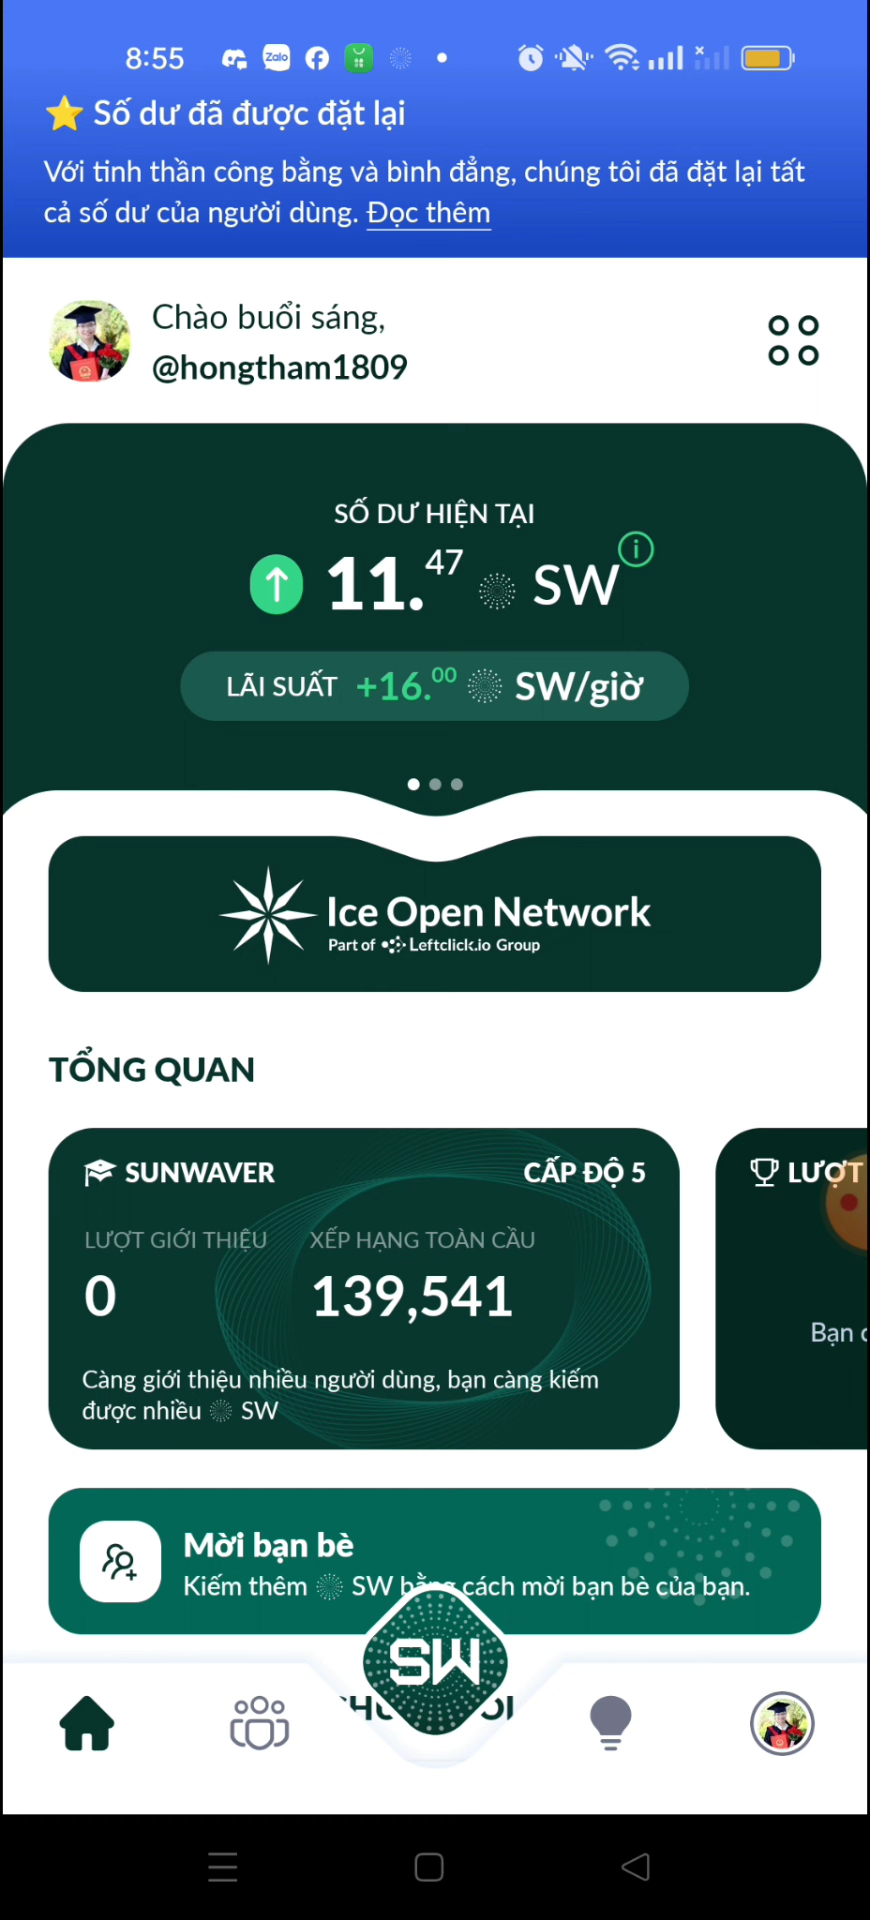 8:55
Zalo
Số dư đã được đặt lại
Với tinh thần công bằng và bình đẳng, chúng tôi đã đặt lại tất
cả số dư của người dùng. Đọc thêm
Chào buổi sáng,
@hongtham1809
SỐ DƯ HIỆN TẠI
11.47 SW
LÃI SUẤT +16.00 SW/giờ
Ice Open Network
Part of Leftclick.io Group
TỔNG QUAN
SUNWAVER CẤP ĐỘ 5
LƯỢT GIỚI THIỆU XẾP HẠNG TOÀN CẦU
0 139,541
Càng giới thiệu nhiều người dùng, bạn càng kiếm
được nhiều SW
LƯỢT
Bạn
Mời bạn bè
Kiếm thêm SW bằng cách mời bạn bè của bạn.
SW